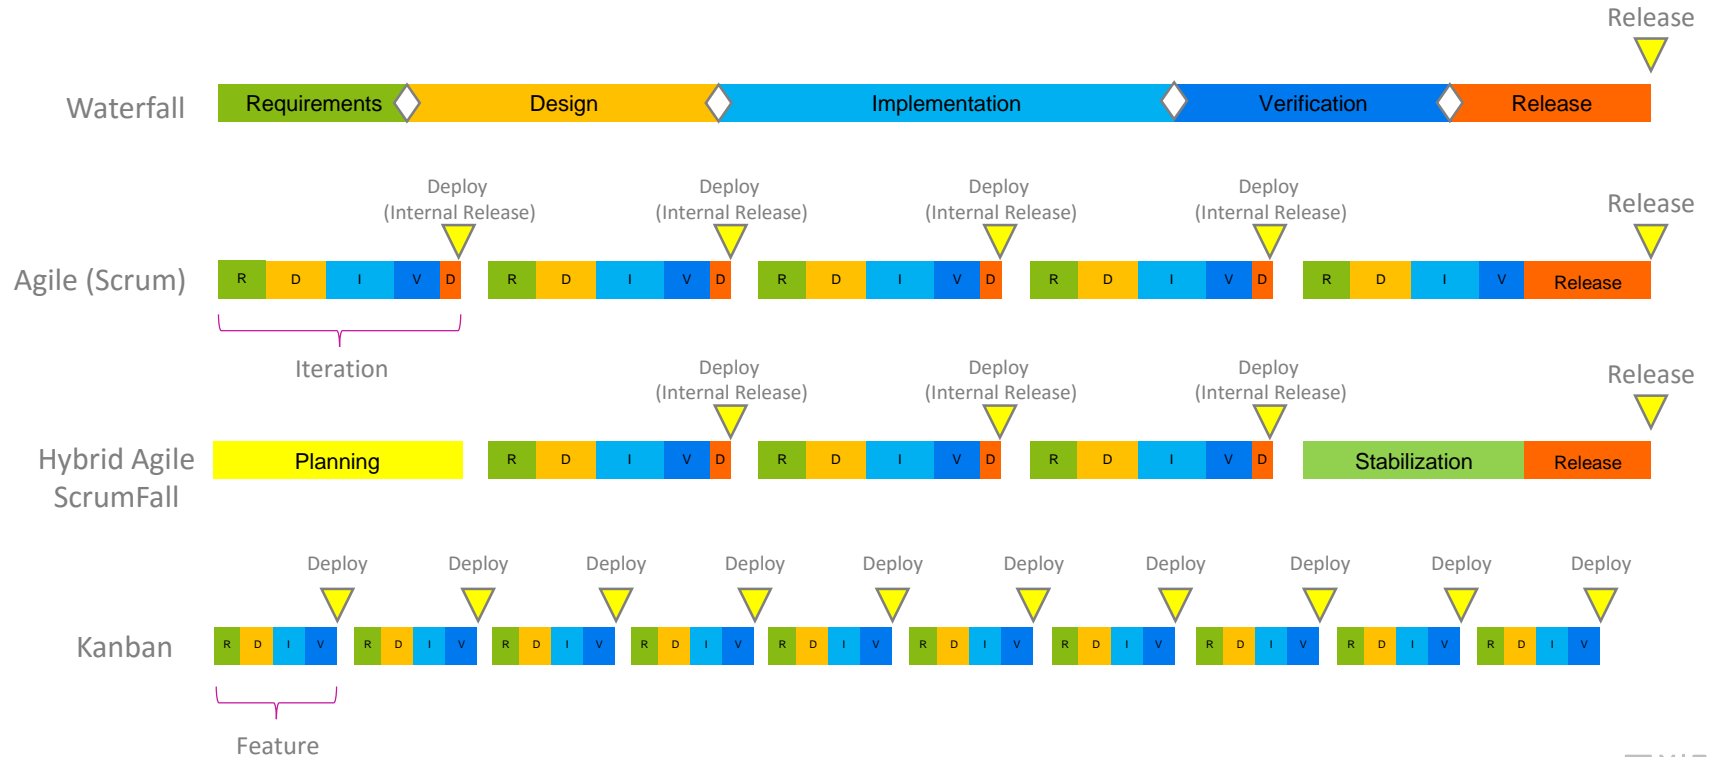 Release
Waterfall
Requirements Design Implementation Verification Release
Deploy Deploy Deploy Deploy
(Internal Release) (Internal Release) (Internal Release) (Internal Release)
Release
Agile (Scrum)
R D I V D R D I V D R D I V D R D I V D R D I V Release
Iteration
Deploy Deploy Deploy
(Internal Release) (Internal Release) (Internal Release)
Release
Hybrid Agile
ScrumFall
Planning R D I V D R D I V D R D I V D Stabilization Release
Deploy Deploy Deploy Deploy Deploy Deploy Deploy Deploy Deploy Deploy
Kanban
R D I V R D I V R D I V R D I V R D I V R D I V R D I V R D I V R D I V R D I V
Feature